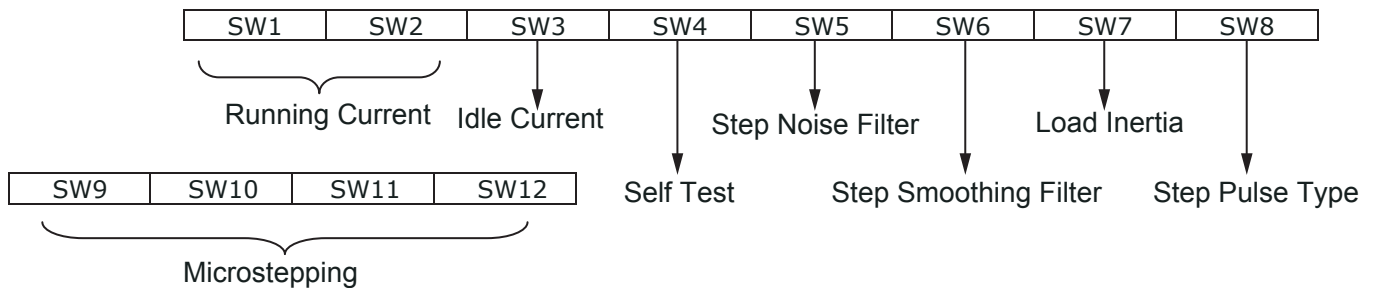 SW1 SW2 SW3 SW4 SW5 SW6 SW7 SW8
Running Current Idle Current Step Noise Filter Load Inertia
SW9 SW10 SW11 SW12
Self Test Step Smoothing Filter Step Pulse Type
Microstepping